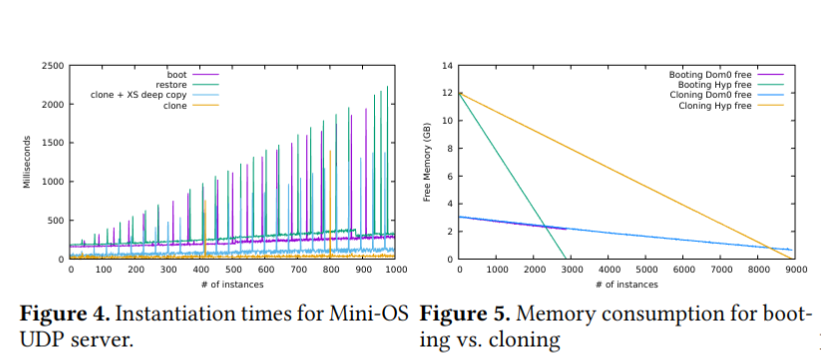 2500
2000
1500
1000
500
0
Milliseconds
boot
restore
clone + XS deep copy
clone
0 100 200 300 400 500 600 700 800 900 1000
# of instances
Figure 4. Instantiation times for Mini-OS
UDP server.
14
12
10
8
6
4
2
0
Free Memory (GB)
Booting Dom0 free
Booting Hyp free
Cloning Dom0 free
Cloning Hyp free
0 1000 2000 3000 4000 5000 6000 7000 8000 9000
# of instances
Figure 5. Memory consumption for boot-
ing vs. cloning